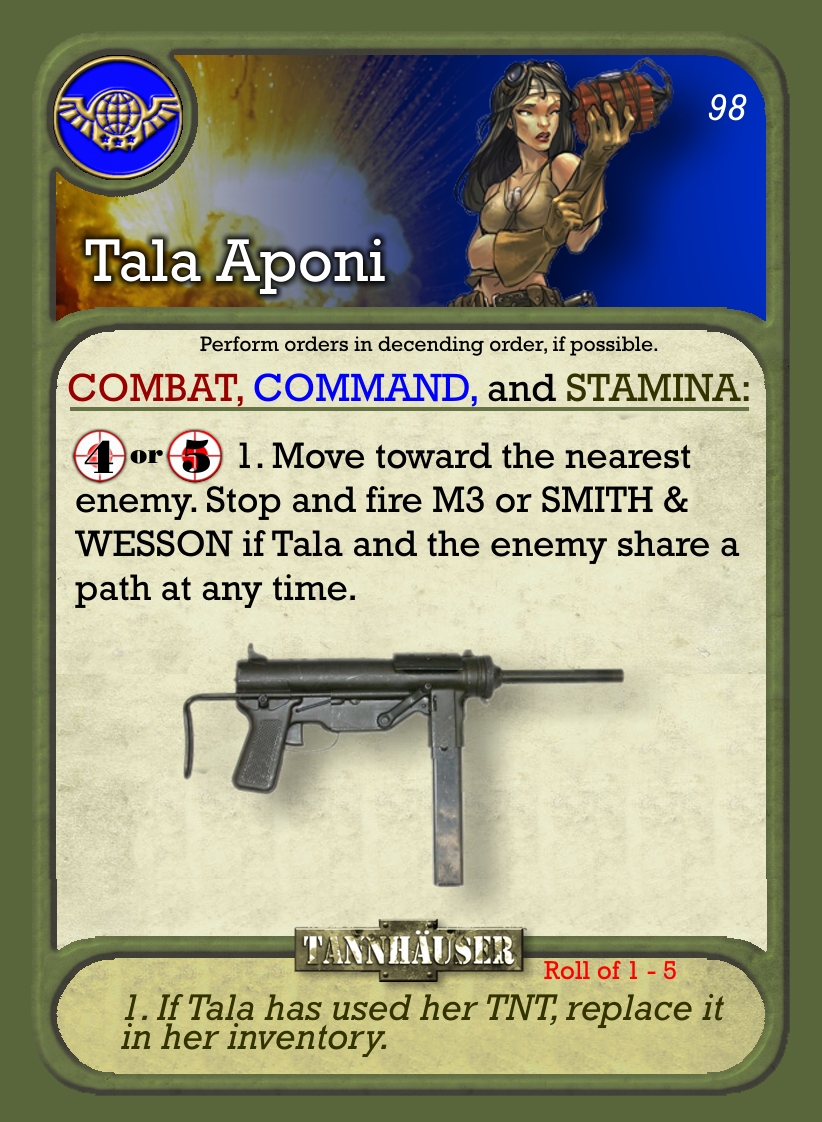 98
Tala Aponi
Perform orders in decending order, if possible.
COMBAT, COMMAND, and STAMINA:
4 or 5 1. Move toward the nearest
enemy. Stop and fire M3 or SMITH &
WESSON if Tala and the enemy share a
path at any time.
TANNHÄUSER
Roll of 1 - 5
1. If Tala has used her TNT, replace it
in her inventory.